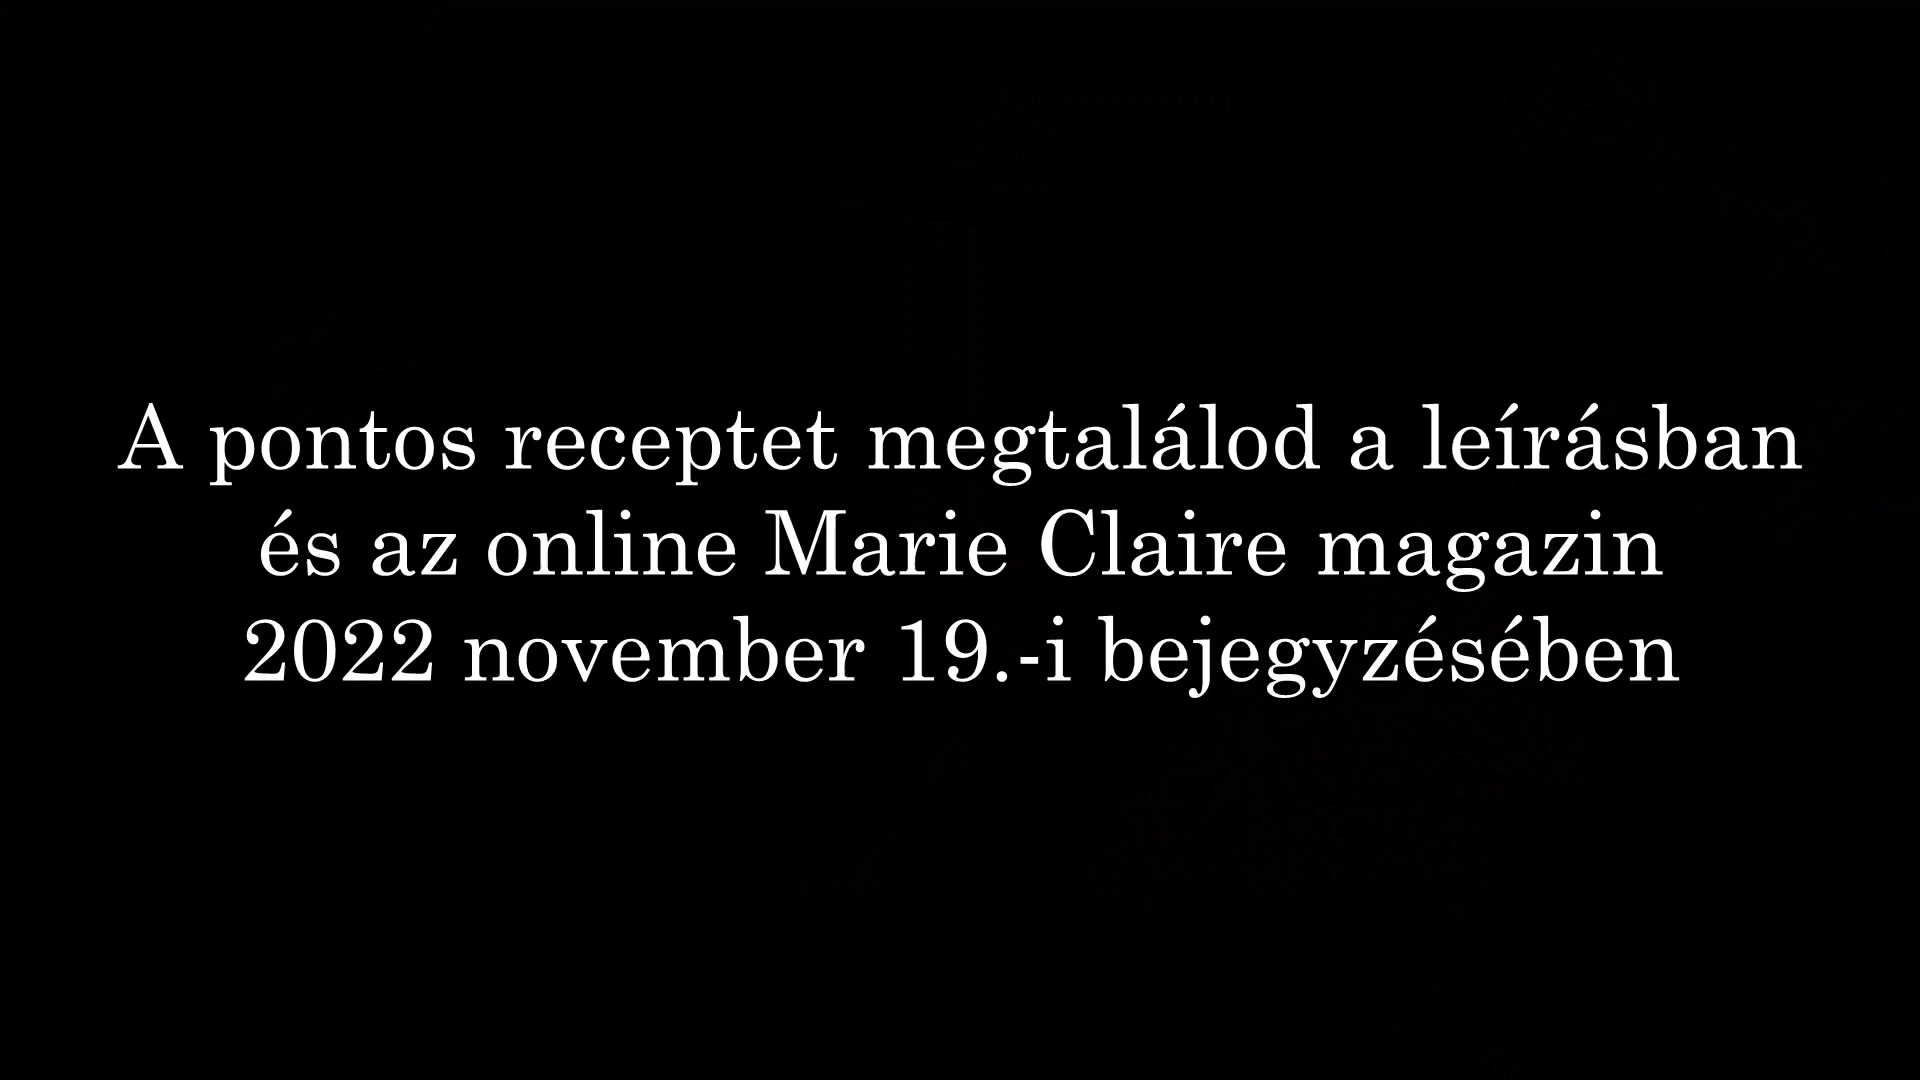 A pontos receptet megtalálod a leírásban
és az online Marie Claire magazin
2022 november 19.-i bejegyzésében